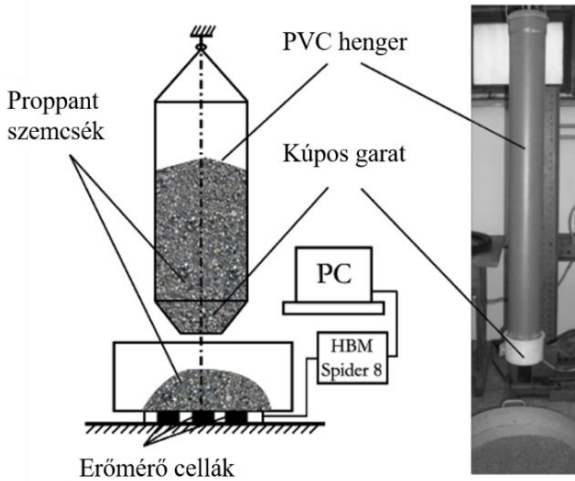 PVC henger
Proppant
szemcsék
Kúpos garat
PC
HBM
Spider 8
Erőmérő cellák